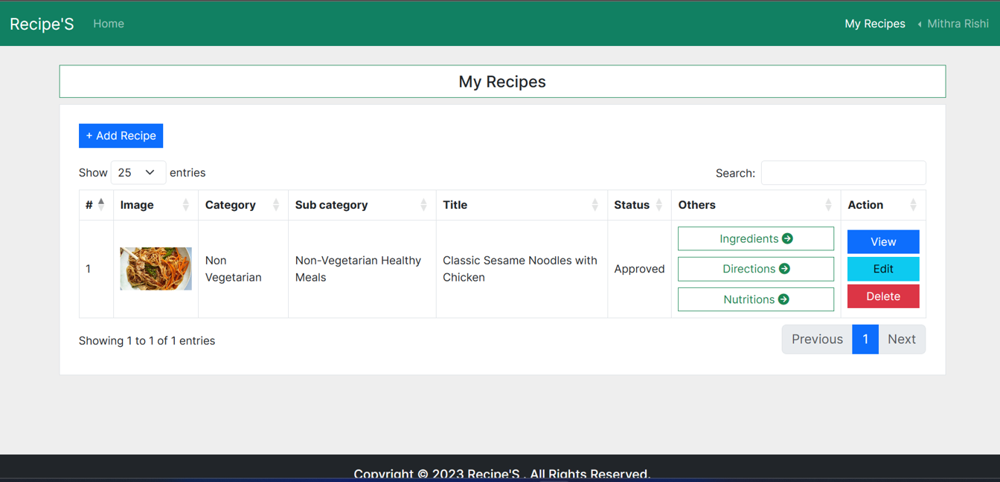 Recipe'S Home My Recipes Mithra Rishi
My Recipes
+ Add Recipe
Show 25 entries Search:
# Image Category Sub category Title Status Others Action
1 Non Vegetarian Non-Vegetarian Healthy Meals Classic Sesame Noodles with Chicken Approved
Ingredients
Directions
Nutritions
View
Edit
Delete
Showing 1 to 1 of 1 entries Previous 1 Next
Copyright © 2023 Recipe'S . All Rights Reserved.